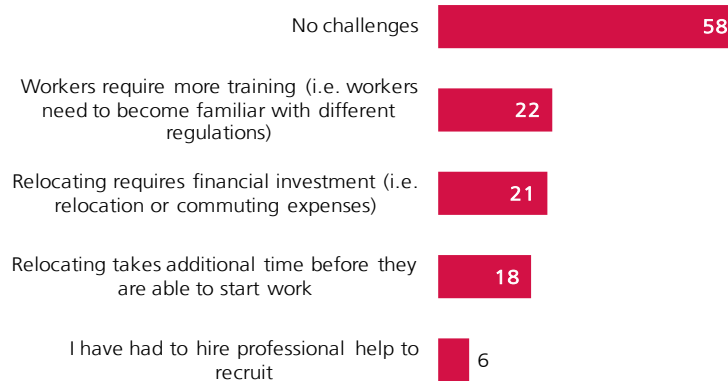 No challenges
58
Workers require more training (i.e. workers
need to become familiar with different
regulations)
22
Relocating requires financial investment (i.e.
relocation or commuting expenses)
21
Relocating takes additional time before they
are able to start work
18
I have had to hire professional help to
recruit
6